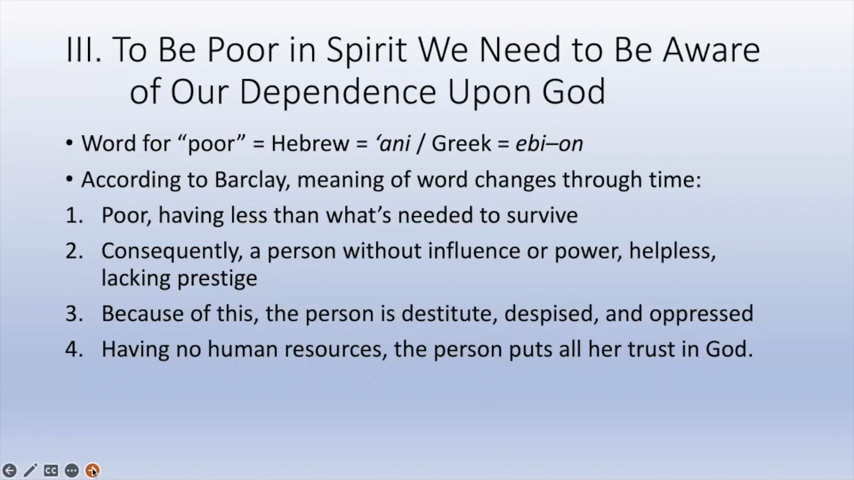 III. To Be Poor in Spirit We Need to Be Aware
of Our Dependence Upon God
• Word for “poor” = Hebrew = ‘ani / Greek = ebi–on
• According to Barclay, meaning of word changes through time:
1. Poor, having less than what’s needed to survive
2. Consequently, a person without influence or power, helpless,
lacking prestige
3. Because of this, the person is destitute, despised, and oppressed
4. Having no human resources, the person puts all her trust in God.
CC